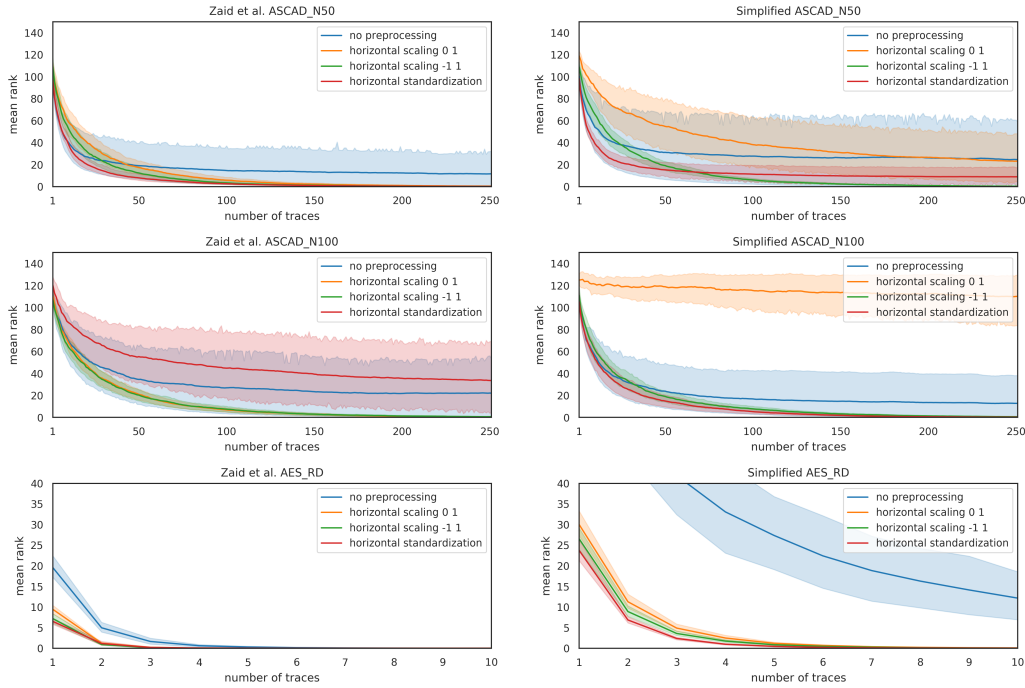 Zaid et al. ASCAD_N50
140
120
100
80
60
40
20
0
mean rank
no preprocessing
horizontal scaling 0 1
horizontal scaling -1 1
horizontal standardization
1 50 100 150 200 250
number of traces
Simplified ASCAD_N50
140
120
100
80
60
40
20
0
mean rank
no preprocessing
horizontal scaling 0 1
horizontal scaling -1 1
horizontal standardization
1 50 100 150 200 250
number of traces
Zaid et al. ASCAD_N100
140
120
100
80
60
40
20
0
mean rank
no preprocessing
horizontal scaling 0 1
horizontal scaling -1 1
horizontal standardization
1 50 100 150 200 250
number of traces
Simplified ASCAD_N100
140
120
100
80
60
40
20
0
mean rank
no preprocessing
horizontal scaling 0 1
horizontal scaling -1 1
horizontal standardization
1 50 100 150 200 250
number of traces
Zaid et al. AES_RD
40
35
30
25
20
15
10
5
0
mean rank
no preprocessing
horizontal scaling 0 1
horizontal scaling -1 1
horizontal standardization
1 2 3 4 5 6 7 8 9 10
number of traces
Simplified AES_RD
40
35
30
25
20
15
10
5
0
mean rank
no preprocessing
horizontal scaling 0 1
horizontal scaling -1 1
horizontal standardization
1 2 3 4 5 6 7 8 9 10
number of traces